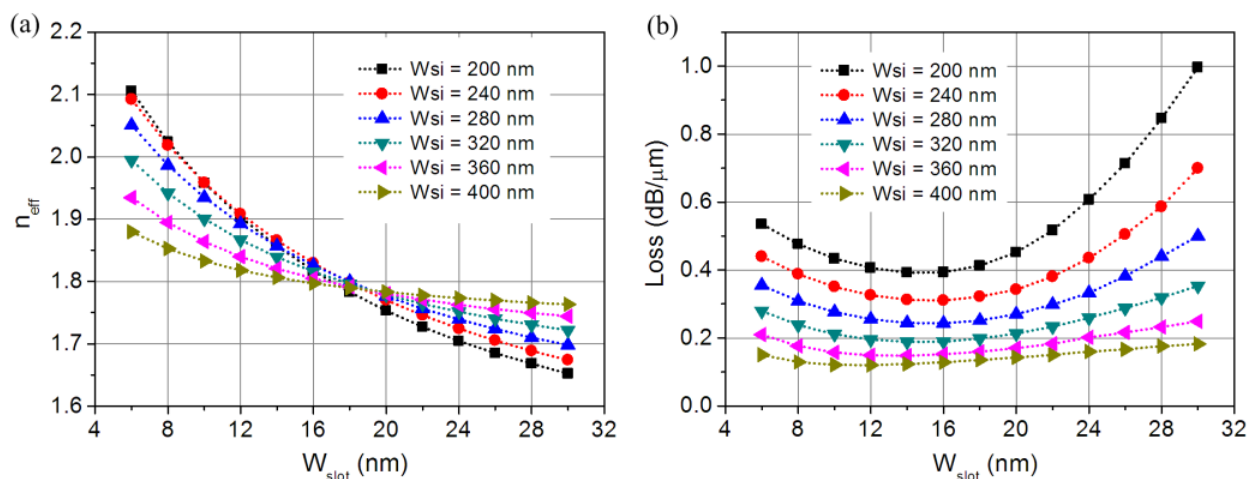 (a)
2.2
2.1
2.0
1.9
1.8
1.7
1.6
n_eff
Wsi = 200 nm
Wsi = 240 nm
Wsi = 280 nm
Wsi = 320 nm
Wsi = 360 nm
Wsi = 400 nm
4 8 12 16 20 24 28 32
W_slot (nm)
(b)
1.0
0.8
0.6
0.4
0.2
0.0
Loss (dB/μm)
Wsi = 200 nm
Wsi = 240 nm
Wsi = 280 nm
Wsi = 320 nm
Wsi = 360 nm
Wsi = 400 nm
4 8 12 16 20 24 28 32
W_slot (nm)